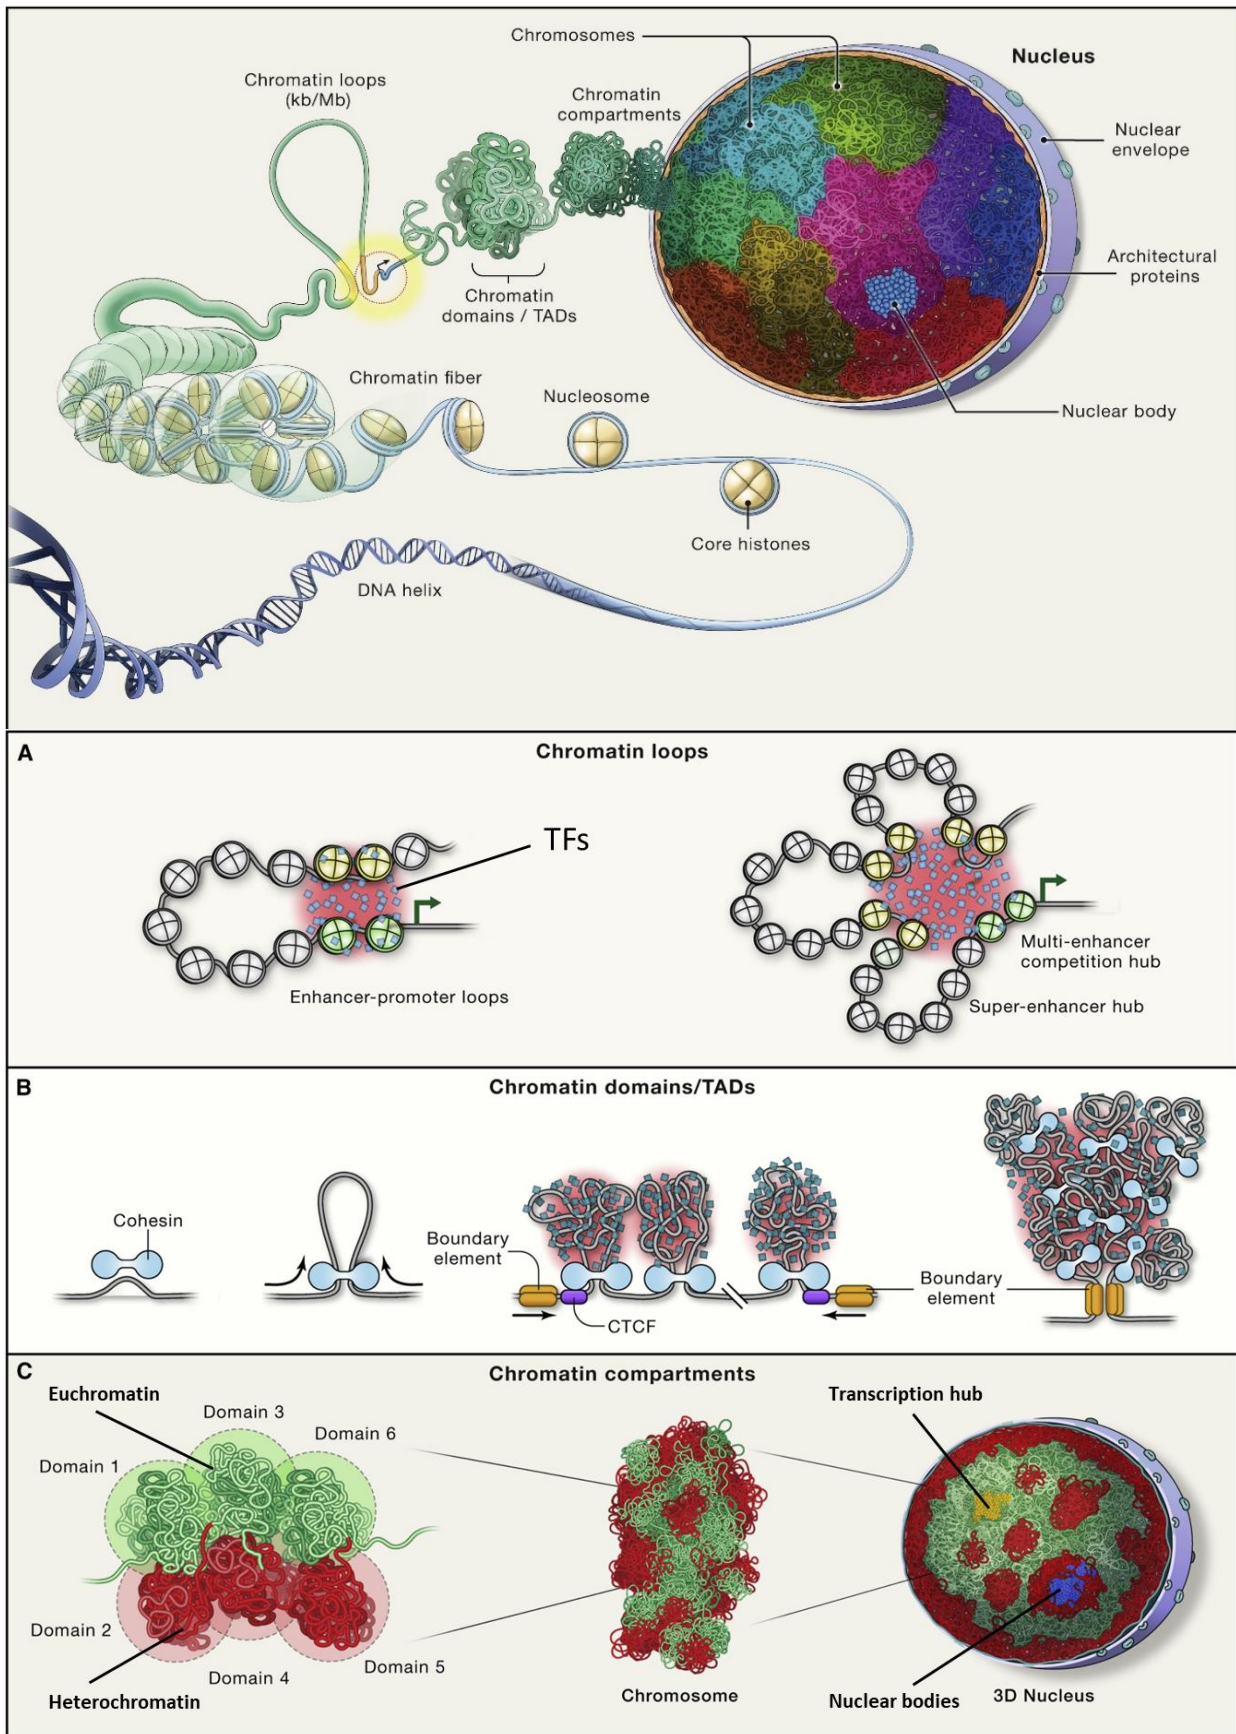 Chromosomes
Nucleus
Chromatin loops
(kb/Mb)
Chromatin
compartments
Nuclear
envelope
Architectural
proteins
Chromatin
domains / TADs
Chromatin fiber
Nucleosome
Nuclear body
Core histones
DNA helix
A
Chromatin loops
TFs
Enhancer-promoter loops
Multi-enhancer
competition hub
Super-enhancer hub
B
Chromatin domains/TADs
Cohesin
Boundary
element
CTCF
Boundary
element
C
Chromatin compartments
Euchromatin
Domain 3
Domain 6
Domain 1
Transcription hub
Domain 2
Domain 4
Domain 5
Heterochromatin
Chromosome
Nuclear bodies
3D Nucleus